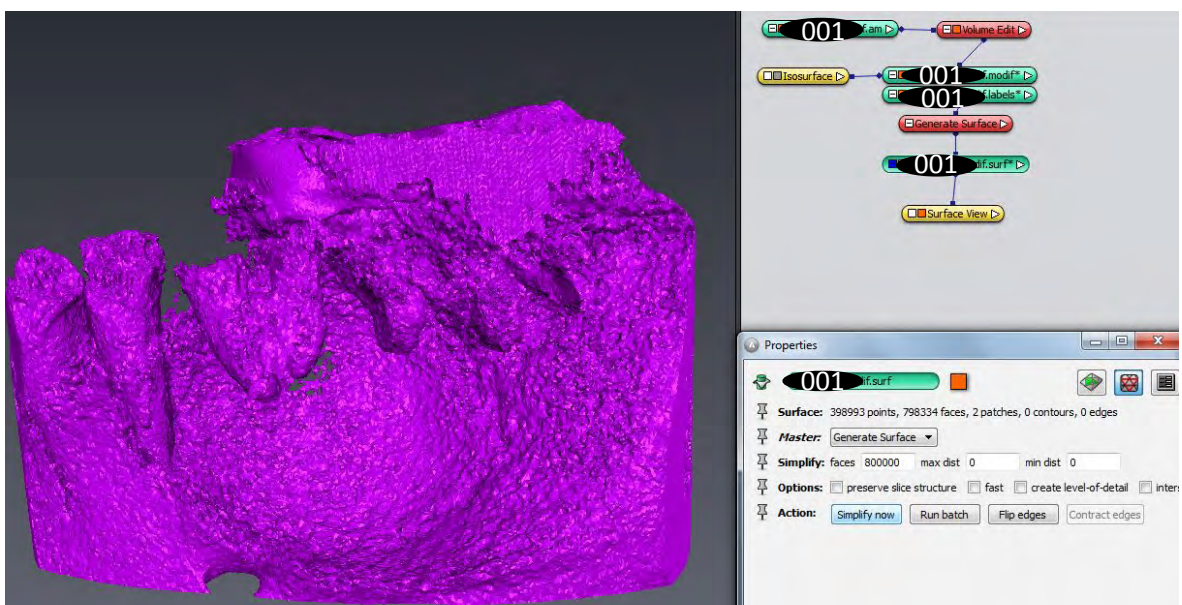 001 f.am
Volume Edit
Isosurface
001 f.modif*
001 f.labels*
Generate Surface
001 dif.surf*
Surface View
Properties
001 dif.surf
Surface: 398993 points, 798334 faces, 2 patches, 0 contours, 0 edges
Master: Generate Surface
Simplify: faces 800000 max dist 0 min dist 0
Options: preserve slice structure fast create level-of-detail inters
Action: Simplify now Run batch Flip edges Contract edges